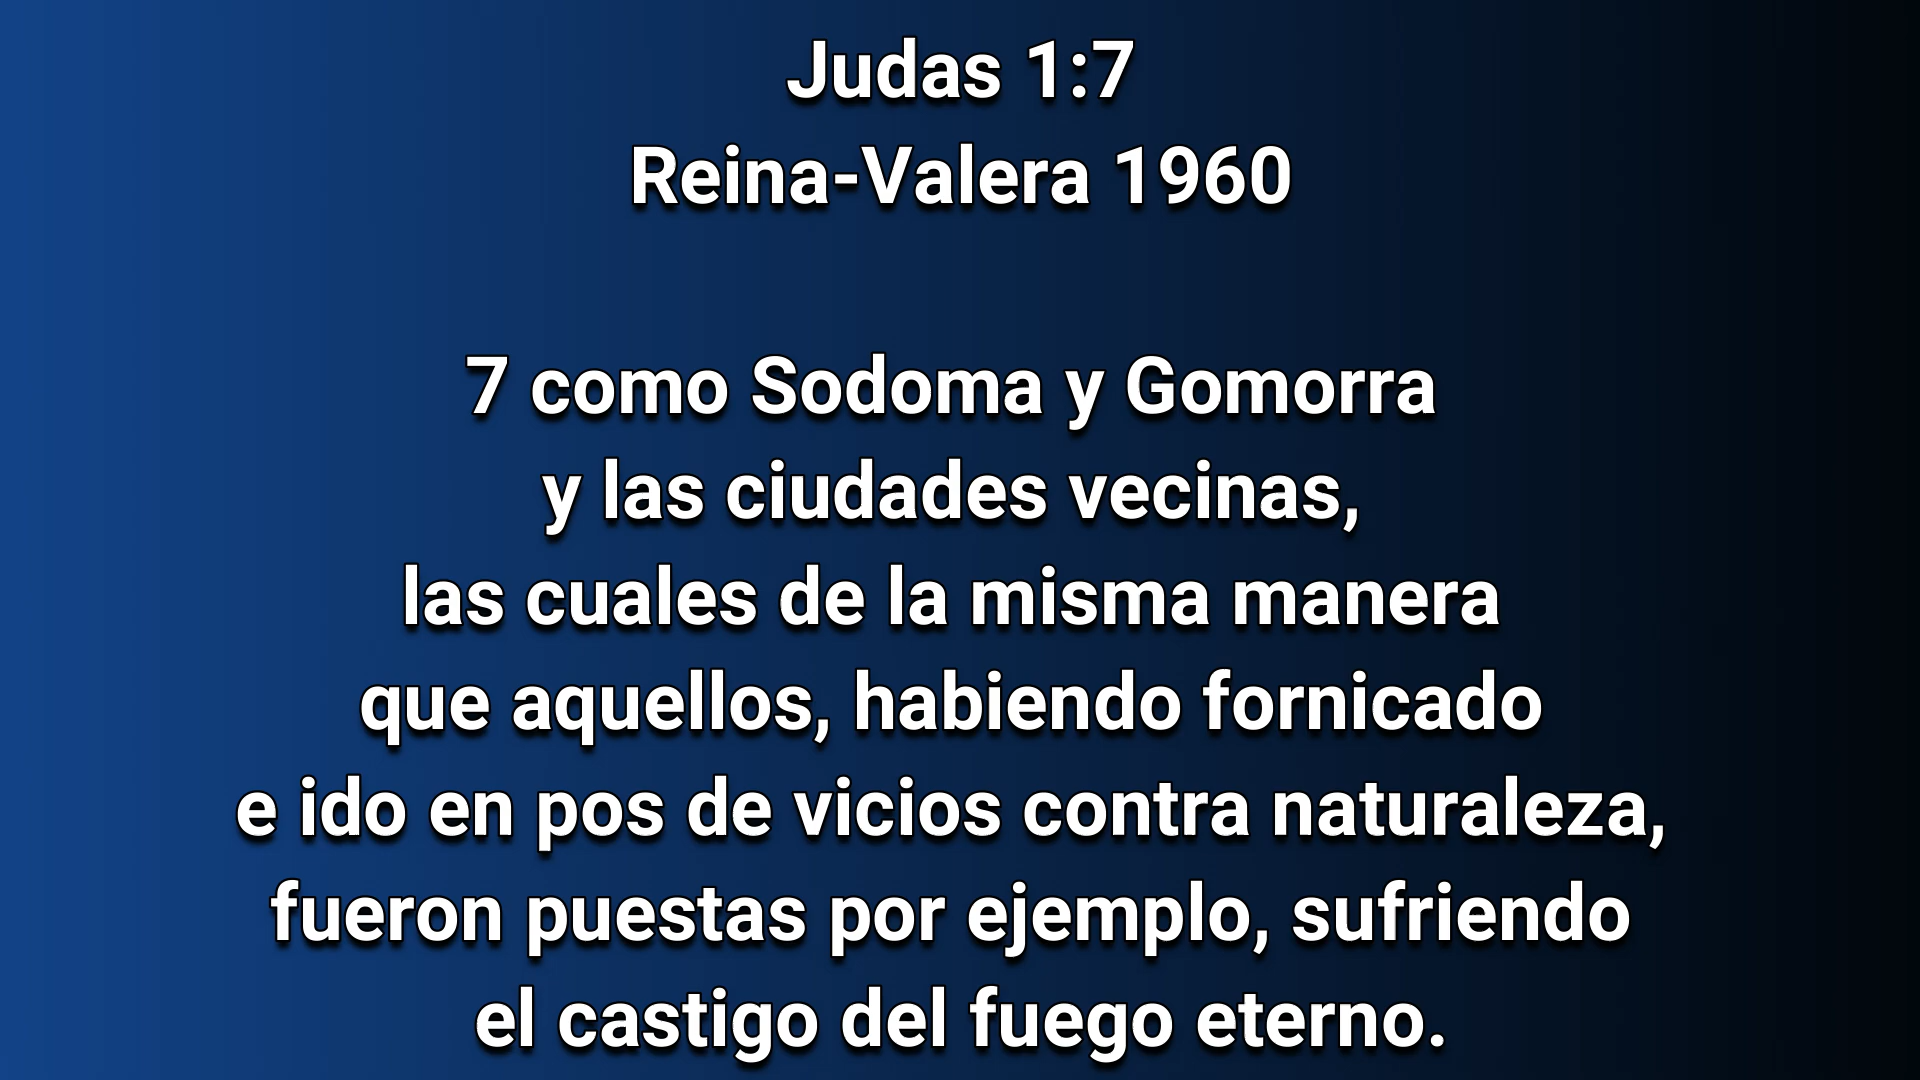 Judas 1:7
Reina-Valera 1960
7 como Sodoma y Gomorra
y las ciudades vecinas,
las cuales de la misma manera
que aquellos, habiendo fornicado
e ido en pos de vicios contra naturaleza,
fueron puestas por ejemplo, sufriendo
el castigo del fuego eterno.